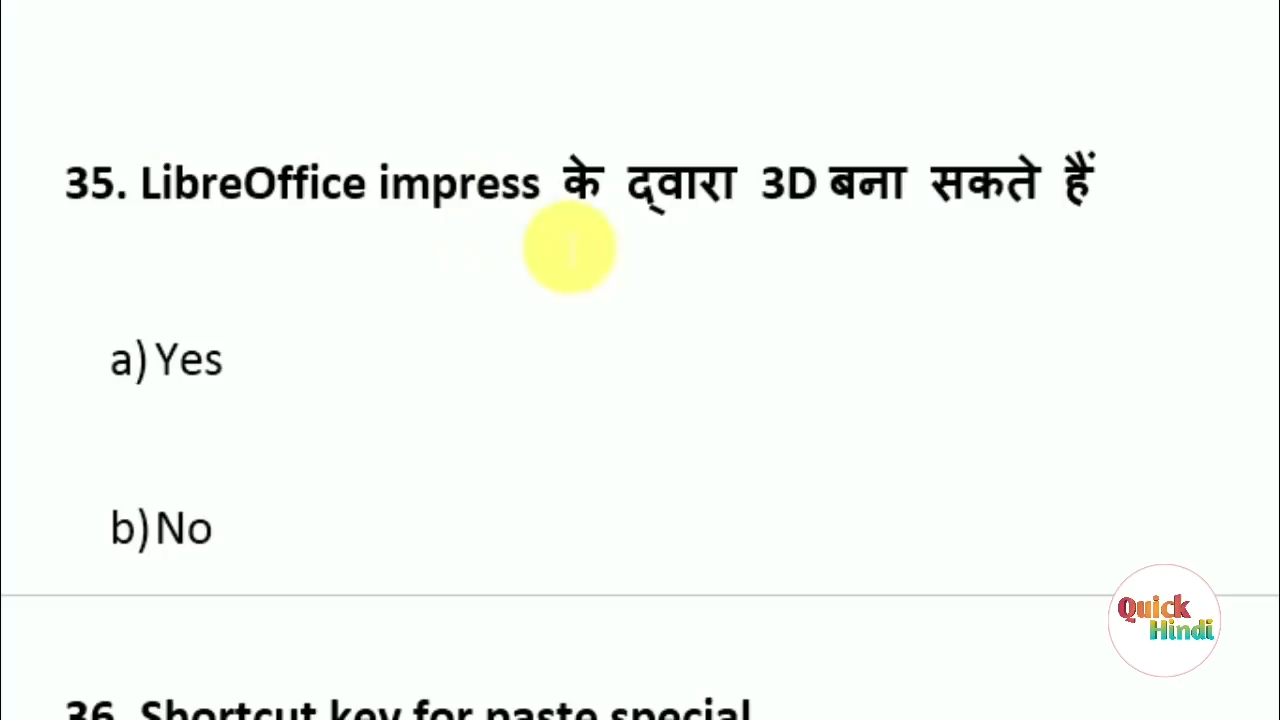 35. LibreOffice impress के द्वारा 3D बना सकते हैं
a) Yes
b) No
Quick
Hindi
36. Shortcut key for paste special